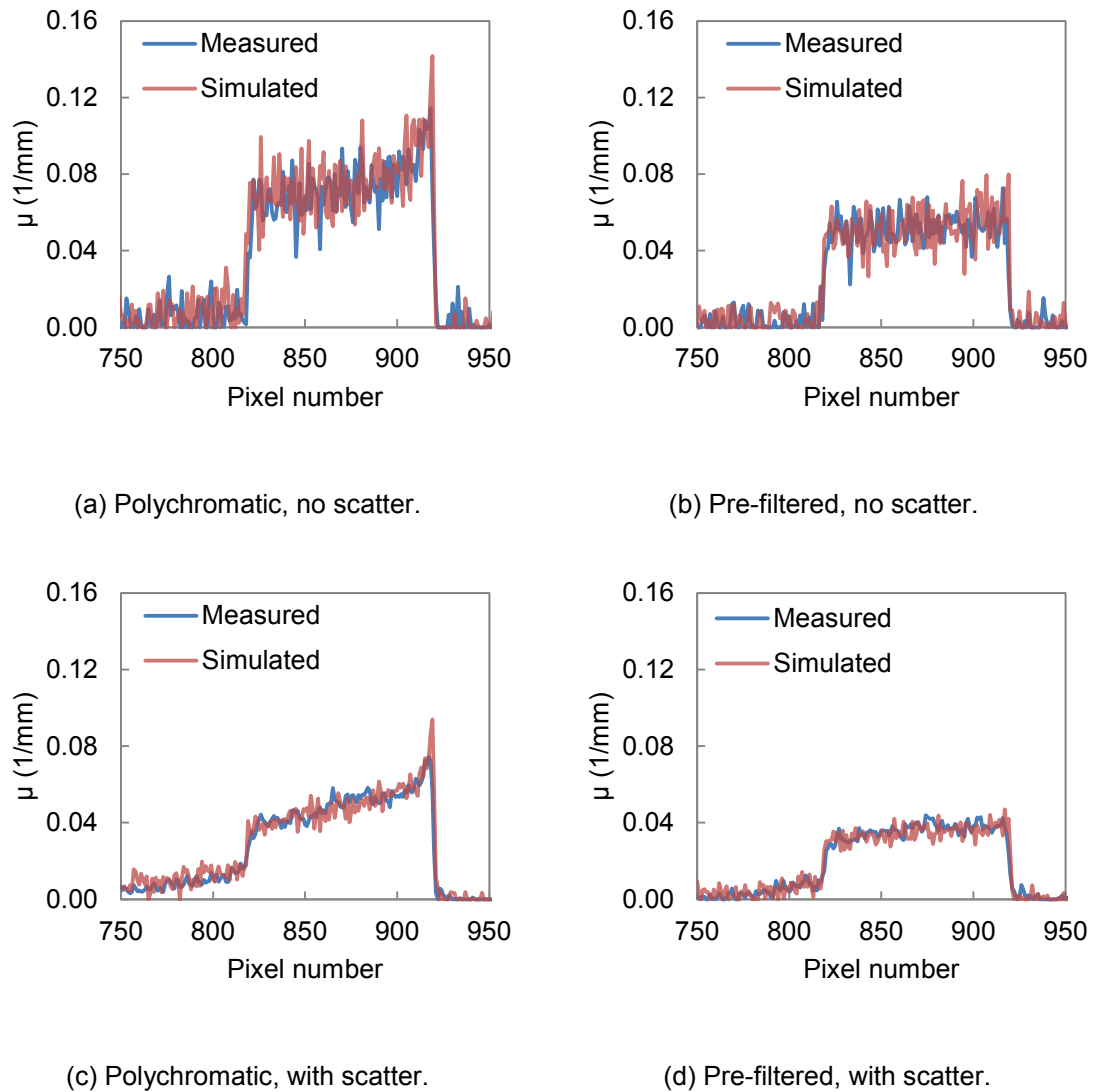 0.16
0.12
0.08
0.04
0.00
μ (1/mm)
Measured
Simulated
750 800 850 900 950
Pixel number
(a) Polychromatic, no scatter.
0.16
0.12
0.08
0.04
0.00
μ (1/mm)
Measured
Simulated
750 800 850 900 950
Pixel number
(b) Pre-filtered, no scatter.
0.16
0.12
0.08
0.04
0.00
μ (1/mm)
Measured
Simulated
750 800 850 900 950
Pixel number
(c) Polychromatic, with scatter.
0.16
0.12
0.08
0.04
0.00
μ (1/mm)
Measured
Simulated
750 800 850 900 950
Pixel number
(d) Pre-filtered, with scatter.